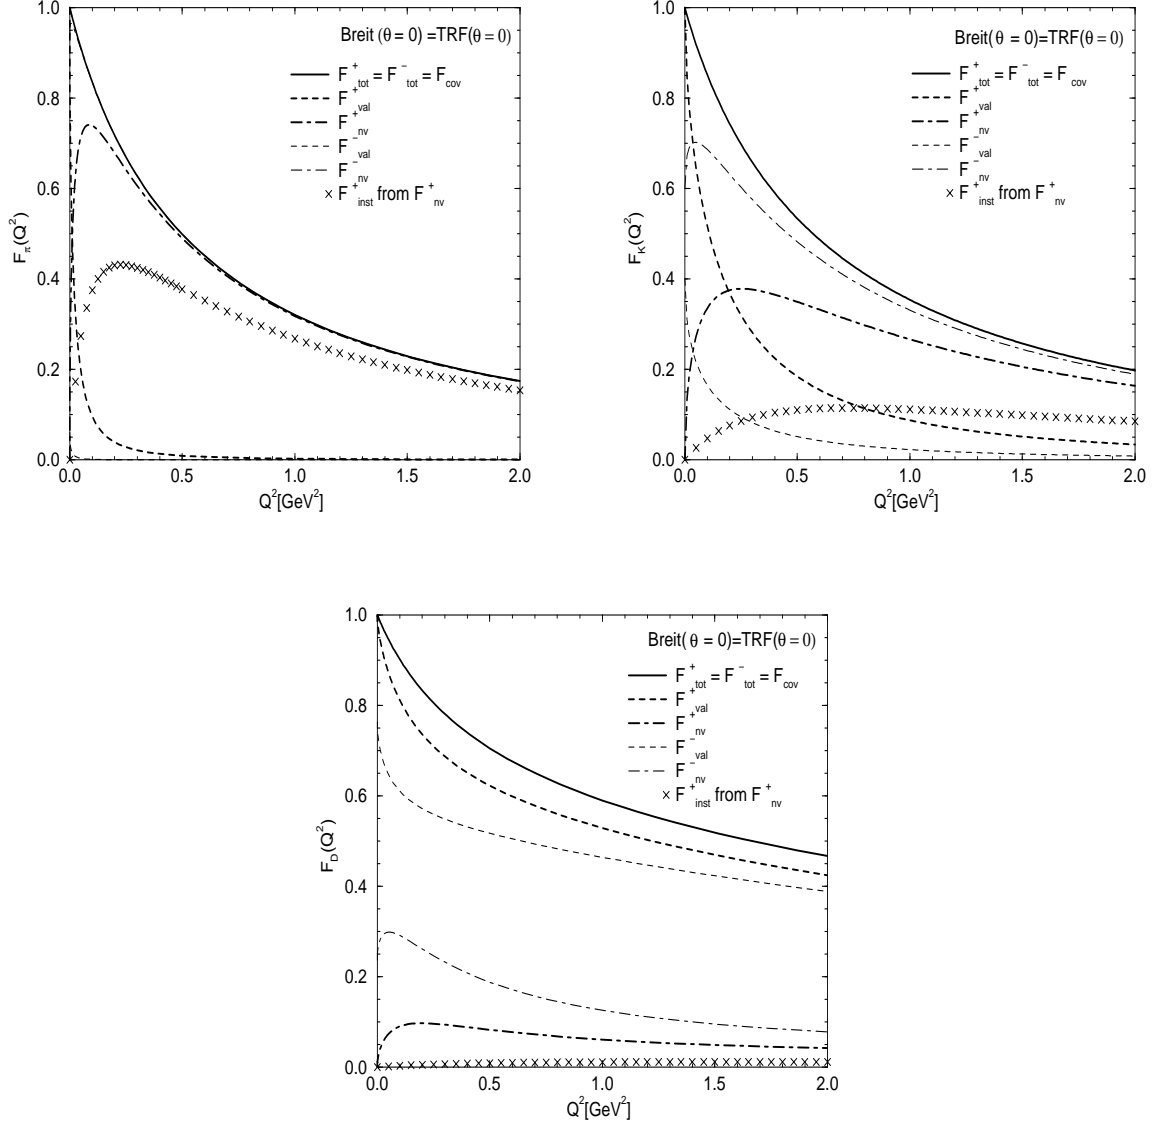 Breit (θ = 0) =TRF(θ = 0)
F⁺tot = F⁻tot = Fcov
F⁺val
F⁺nv
F⁻val
F⁻nv
× F⁺inst from F⁺nv
1.0
0.8
0.6
0.4
0.2
0.0
Fπ(Q²)
0.0 0.5 1.0 1.5 2.0
Q²[GeV²]
Breit(θ = 0)=TRF(θ = 0)
F⁺tot = F⁻tot = Fcov
F⁺val
F⁺nv
F⁻val
F⁻nv
× F⁺inst from F⁺nv
1.0
0.8
0.6
0.4
0.2
0.0
FK(Q²)
0.0 0.5 1.0 1.5 2.0
Q²[GeV²]
Breit(θ = 0)=TRF(θ = 0)
F⁺tot = F⁻tot = Fcov
F⁺val
F⁺nv
F⁻val
F⁻nv
× F⁺inst from F⁺nv
1.0
0.8
0.6
0.4
0.2
0.0
FD(Q²)
0.0 0.5 1.0 1.5 2.0
Q²[GeV²]